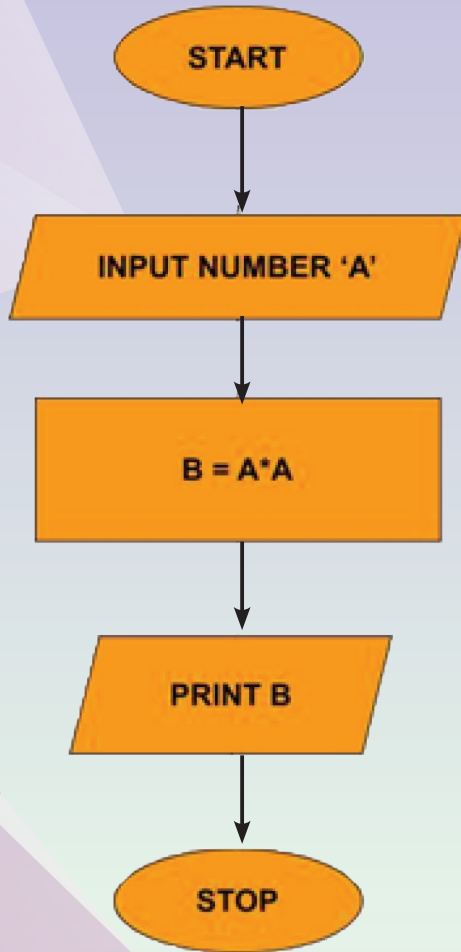 START
INPUT NUMBER ‘A’
B = A*A
PRINT B
STOP